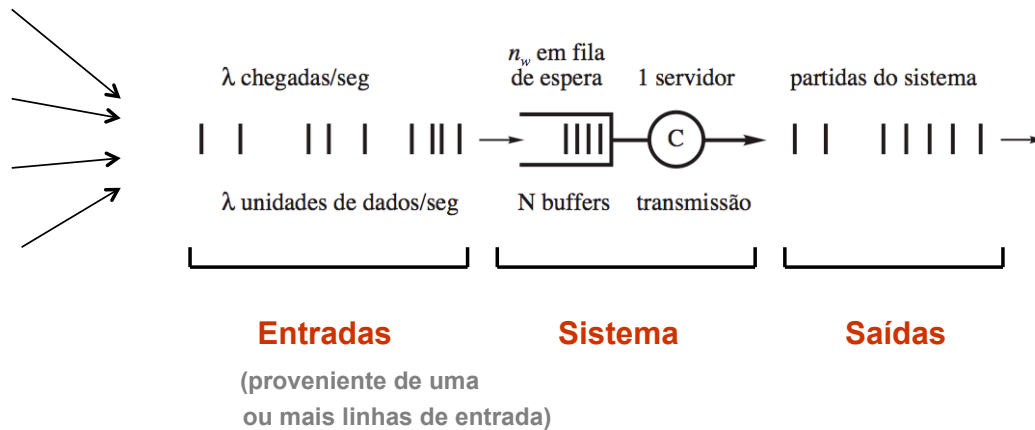 n_w em fila
λ chegadas/seg
de espera
1 servidor
partidas do sistema
C
λ unidades de dados/seg
N buffers
transmissão
Entradas
Sistema
Saídas
(proveniente de uma
ou mais linhas de entrada)